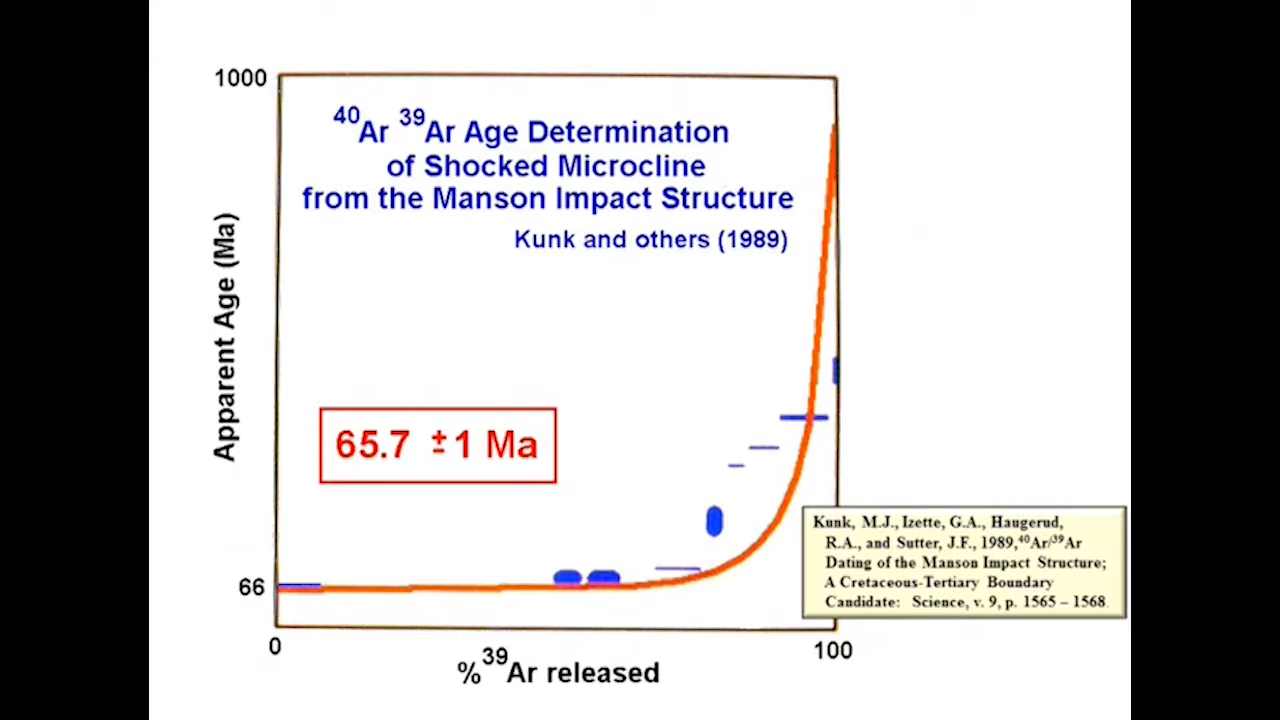 1000
40Ar 39Ar Age Determination
of Shocked Microcline
from the Manson Impact Structure
Kunk and others (1989)
Apparent Age (Ma)
65.7 ±1 Ma
Kunk, M.J., Izette, G.A., Haugerud,
R.A., and Sutter, J.F., 1989,40Ar/39Ar
Dating of the Manson Impact Structure;
A Cretaceous-Tertiary Boundary
Candidate: Science, v. 9, p. 1565 – 1568.
66
0
100
%39Ar released